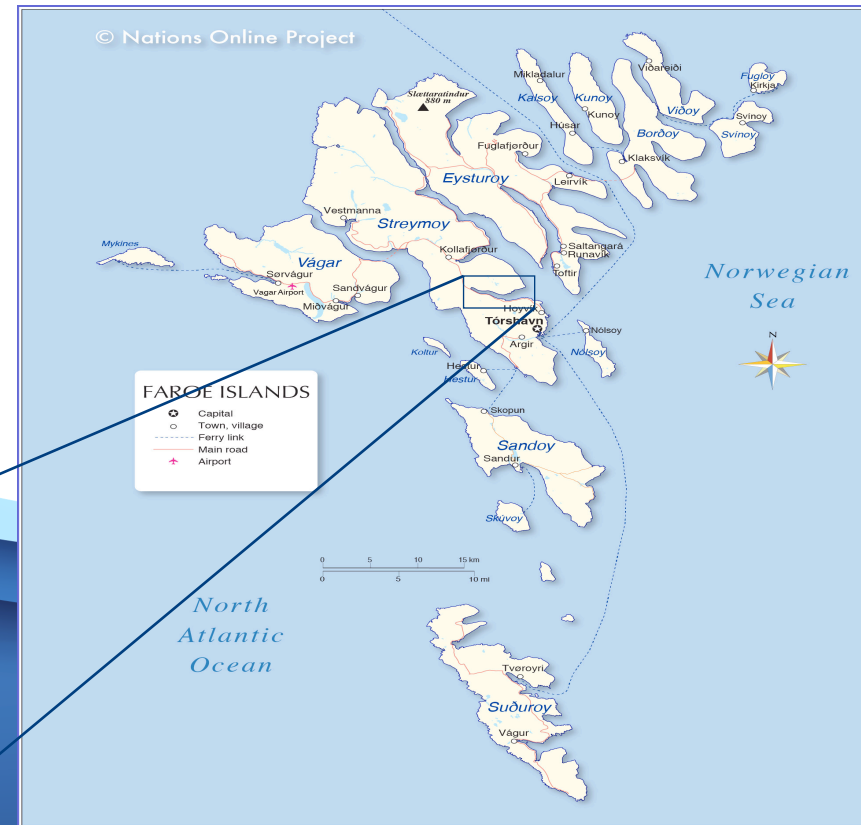 © Nations Online Project
Slættaratindur
880 m
Mikladalur
Kalsoy
Kunoy
Kunoy
Húsar
Viðareiði
Viðoy
Borðoy
Klaksvík
Fugloy
Kirkja
Svínoy
Svínoy
Fuglafjørður
Eysturoy
Leirvík
Vestmanna
Streymoy
Kollafjørður
Saltangará
Runavík
Toftir
Mykines
Vágar
Sørvágur
Vagar Airport
Sandvágur
Miðvágur
Norwegian
Sea
N
Hoyvík
Tórshavn
Argir
Nólsoy
Nólsoy
Koltur
Hestur
Hestur
FAROE ISLANDS
Capital
Town, village
Ferry link
Main road
Airport
Skopun
Sandoy
Sandur
Skúvoy
0 5 10 15 km
0 5 10 mi
North
Atlantic
Ocean
Tvøroyri
Suðuroy
Vágur